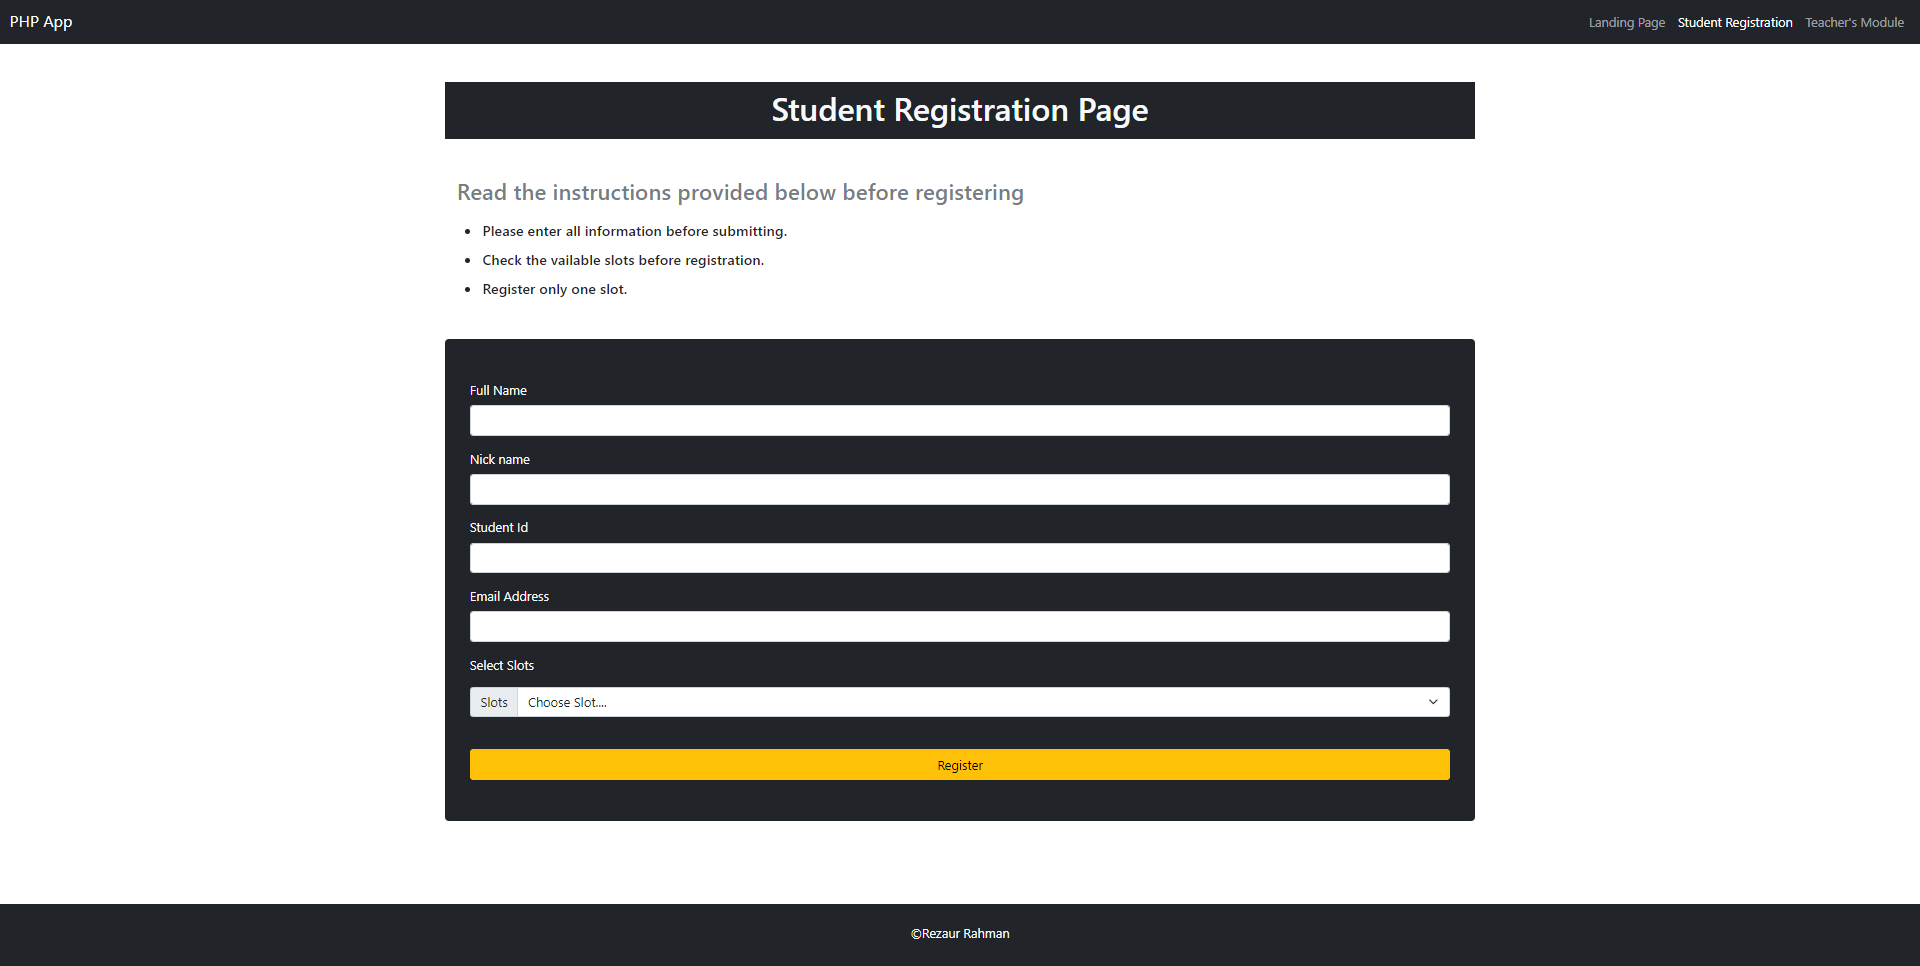 PHP App
Landing Page Student Registration Teacher's Module
Student Registration Page
Read the instructions provided below before registering
Please enter all information before submitting.
Check the vailable slots before registration.
Register only one slot.
Full Name
Nick name
Student Id
Email Address
Select Slots
Slots Choose Slot....
Register
©Rezaur Rahman